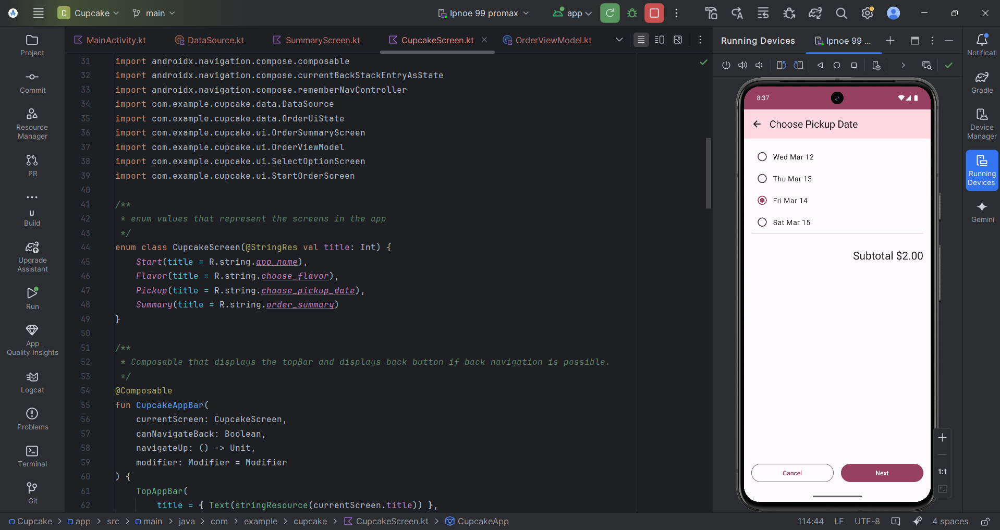 C Cupcake main Ipnoe 99 promax app
Project
Commit
Resource
Manager
PR
u
Build
Upgrade
Assistant
Run
App
Quality Insights
Logcat
Problems
Terminal
Git
MainActivity.kt DataSource.kt SummaryScreen.kt CupcakeScreen.kt OrderViewModel.kt
31 import androidx.navigation.compose.composable
32 import androidx.navigation.compose.currentBackStackEntryAsState
33 import androidx.navigation.compose.rememberNavController
34 import com.example.cupcake.data.DataSource
35 import com.example.cupcake.data.OrderUiState
36 import com.example.cupcake.ui.OrderSummaryScreen
37 import com.example.cupcake.ui.OrderViewModel
38 import com.example.cupcake.ui.SelectOptionScreen
39 import com.example.cupcake.ui.StartOrderScreen
40
41 /**
42 * enum values that represent the screens in the app
43 */
44 enum class CupcakeScreen(@StringRes val title: Int) {
45 Start(title = R.string.app_name),
46 Flavor(title = R.string.choose_flavor),
47 Pickup(title = R.string.choose_pickup_date),
48 Summary(title = R.string.order_summary)
49 }
50
51 /**
52 * Composable that displays the topBar and displays back button if back navigation is possible.
53 */
54 @Composable
55 fun CupcakeAppBar(
56 currentScreen: CupcakeScreen,
57 canNavigateBack: Boolean,
58 navigateUp: () -> Unit,
59 modifier: Modifier = Modifier
60 ) {
61 TopAppBar(
62 title = { Text(stringResource(currentScreen.title)) },
Running Devices Ipnoe 99 ...
8:37
Choose Pickup Date
Wed Mar 12
Thu Mar 13
Fri Mar 14
Sat Mar 15
Subtotal $2.00
Cancel Next
1:1
Notificati
Gradle
Device
Manager
Running
Devices
Gemini
Cupcake > app > src > main > java > com > example > cupcake > CupcakeScreen.kt > CupcakeApp
114:44 LF UTF-8 4 spaces